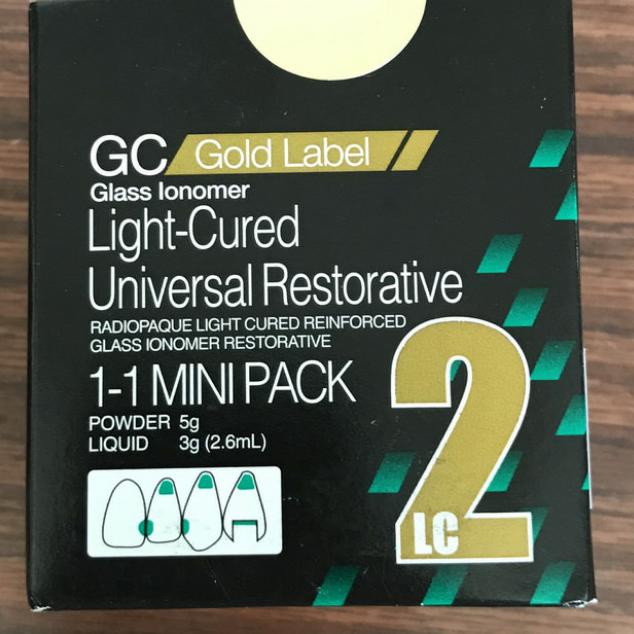 GC Gold Label
Glass Ionomer
Light-Cured
Universal Restorative
RADIOPAQUE LIGHT CURED REINFORCED
GLASS IONOMER RESTORATIVE
1-1 MINI PACK
POWDER 5g
LIQUID 3g (2.6mL)
2
LC